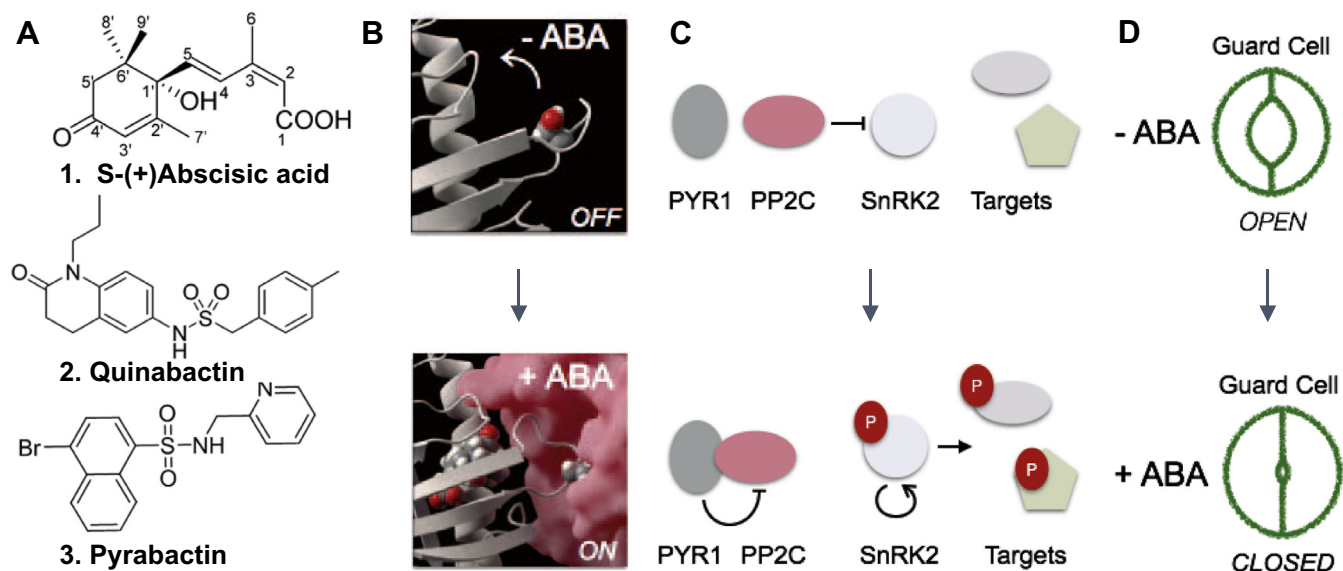 A
8'
9'
6
5
5'
6'
3
2
1'
4
OH
1
COOH
O
4'
2'
3'
7'
1. S-(+)Abscisic acid
O
N
O
O
S
N
H
2. Quinabactin
N
O
Br
S
NH
O
3. Pyrabactin
B
- ABA
OFF
+ ABA
ON
C
PYR1 PP2C SnRK2 Targets
P
P
P
PYR1 PP2C SnRK2 Targets
D
Guard Cell
- ABA
OPEN
Guard Cell
+ ABA
CLOSED